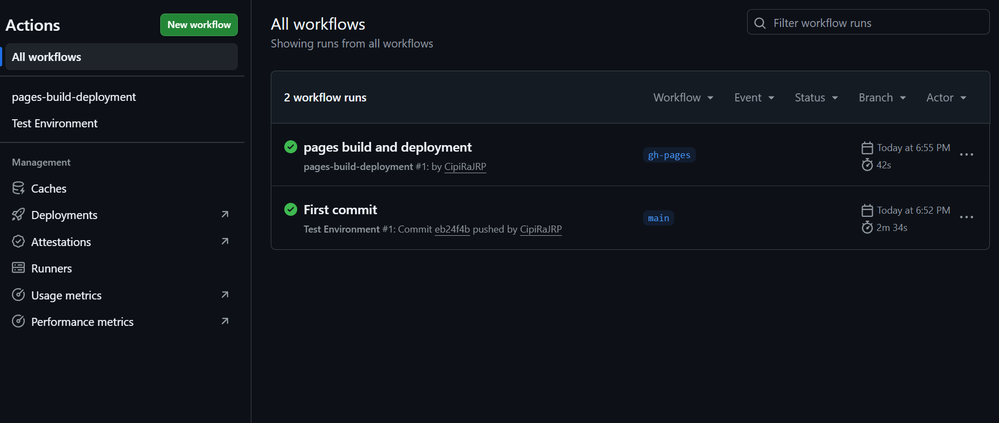 Actions
New workflow
All workflows
pages-build-deployment
Test Environment
Management
Caches
Deployments
Attestations
Runners
Usage metrics
Performance metrics
All workflows
Showing runs from all workflows
Filter workflow runs
2 workflow runs
Workflow Event Status Branch Actor
pages build and deployment
pages-build-deployment #1: by CipiRaJRP
gh-pages
Today at 6:55 PM
42s
First commit
Test Environment #1: Commit eb24f4b pushed by CipiRaJRP
main
Today at 6:52 PM
2m 34s